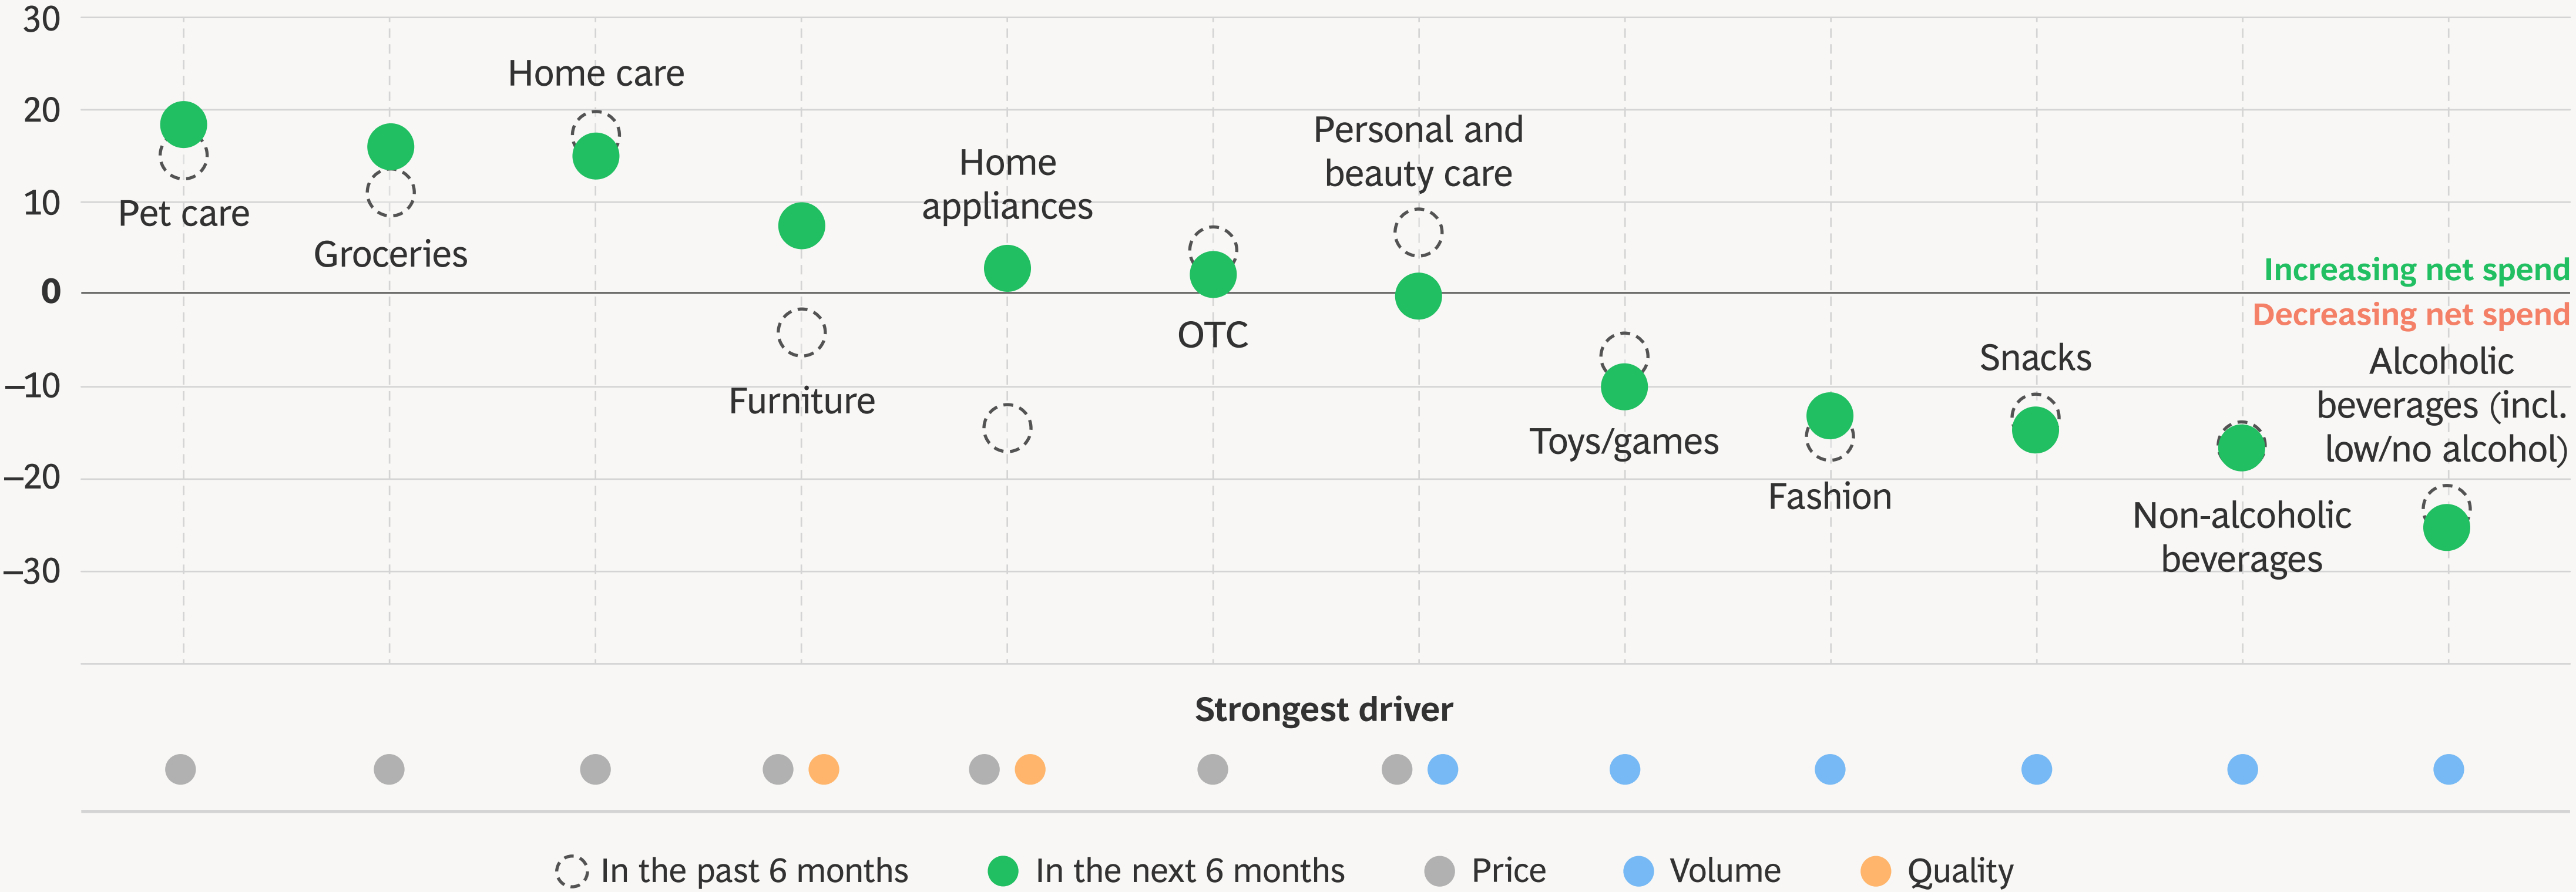 30
20
10
0
–10
–20
–30
Pet care
Groceries
Home care
Furniture
Home
appliances
OTC
Personal and
beauty care
Toys/games
Fashion
Snacks
Non-alcoholic
beverages
Alcoholic
beverages (incl.
low/no alcohol)
Increasing net spend
Decreasing net spend
Strongest driver
In the past 6 months
In the next 6 months
Price
Volume
Quality